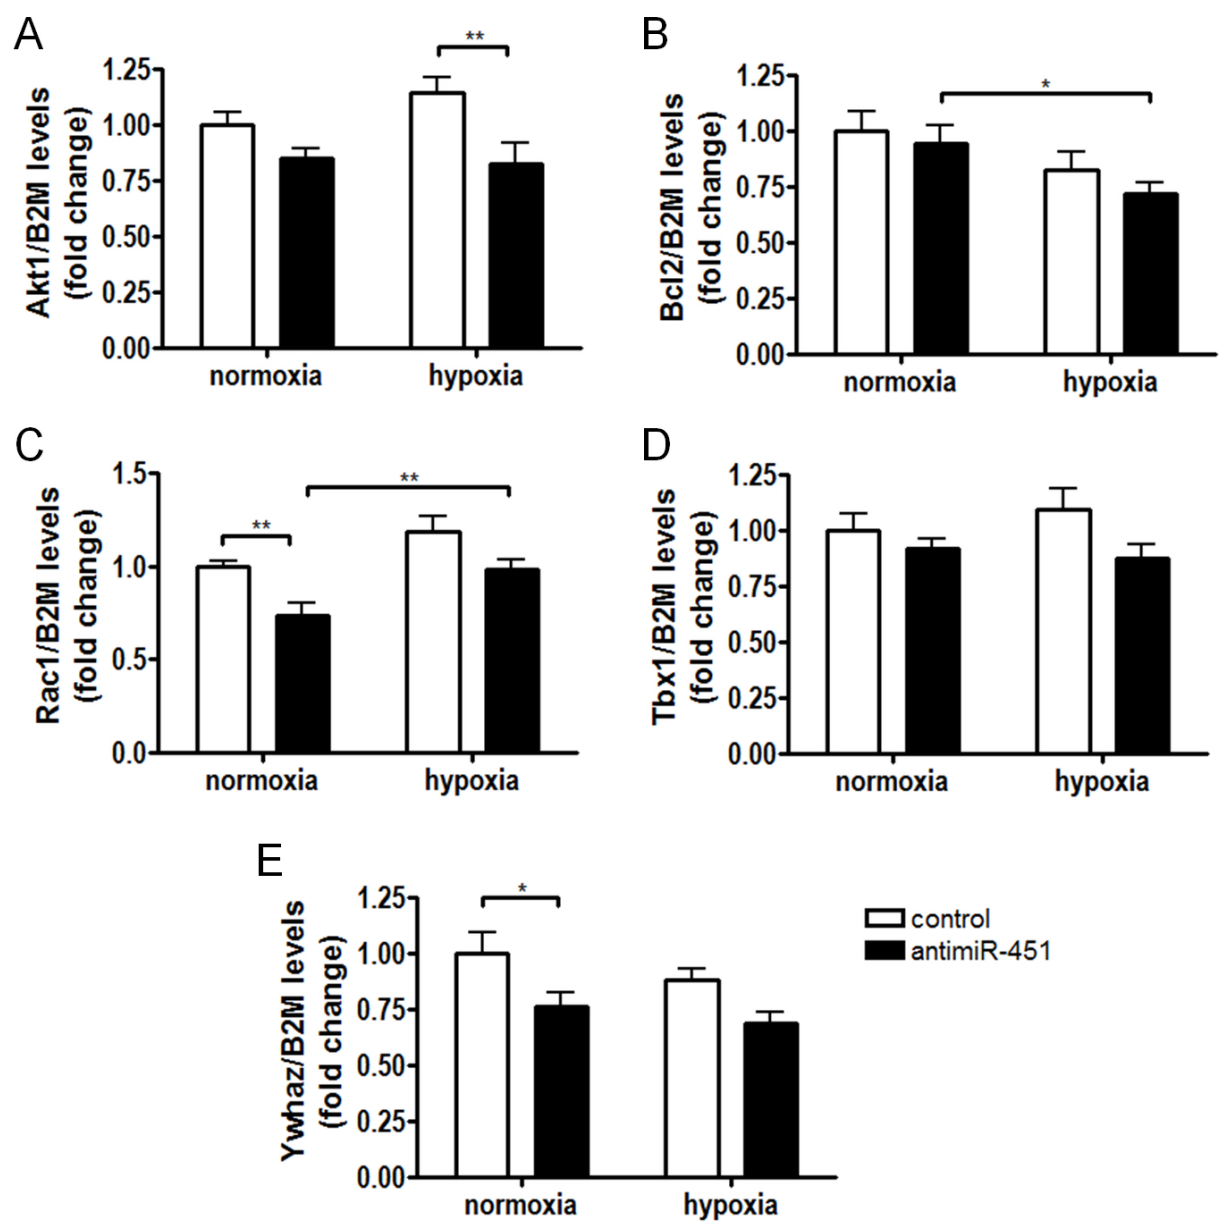 A
Akt1/B2M levels
(fold change)
1.25
1.00
0.75
0.50
0.25
0.00
**
normoxia
hypoxia
B
Bcl2/B2M levels
(fold change)
1.25
1.00
0.75
0.50
0.25
0.00
*
normoxia
hypoxia
C
Rac1/B2M levels
(fold change)
1.5
1.0
0.5
0.0
**
**
normoxia
hypoxia
D
Tbx1/B2M levels
(fold change)
1.25
1.00
0.75
0.50
0.25
0.00
normoxia
hypoxia
E
Ywhaz/B2M levels
(fold change)
1.25
1.00
0.75
0.50
0.25
0.00
*
normoxia
hypoxia
control
antimiR-451